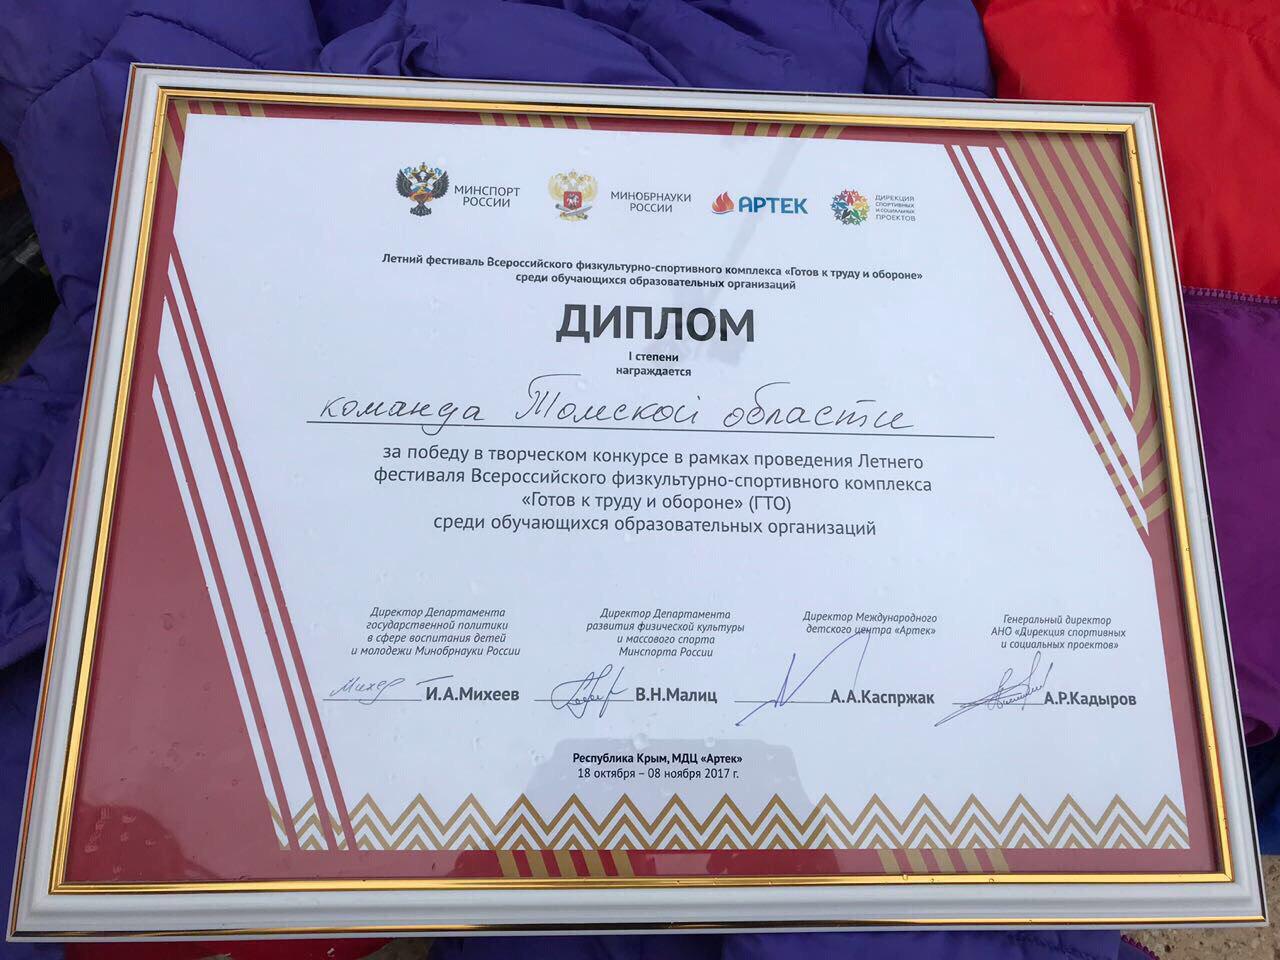 МИНСПОРТ
РОССИИ
МИНОБРНАУКИ
РОССИИ
АРТЕК
ДИРЕКЦИЯ
СПОРТИВНЫХ
И СОЦИАЛЬНЫХ
ПРОЕКТОВ
Летний фестиваль Всероссийского физкультурно-спортивного комплекса «Готов к труду и обороне»
среди обучающихся образовательных организаций
ДИПЛОМ
I степени
награждается
команда Томской области
за победу в творческом конкурсе в рамках проведения Летнего
фестиваля Всероссийского физкультурно-спортивного комплекса
«Готов к труду и обороне» (ГТО)
среди обучающихся образовательных организаций
Директор Департамента
государственной политики
в сфере воспитания детей
и молодежи Минобрнауки России
И.А.Михеев
Директор Департамента
развития физической культуры
и массового спорта
Минспорта России
В.Н.Малиц
Директор Международного
детского центра «Артек»
А.А.Каспржак
Генеральный директор
АНО «Дирекция спортивных
и социальных проектов»
А.Р.Кадыров
Республика Крым, МДЦ «Артек»
18 октября – 08 ноября 2017 г.